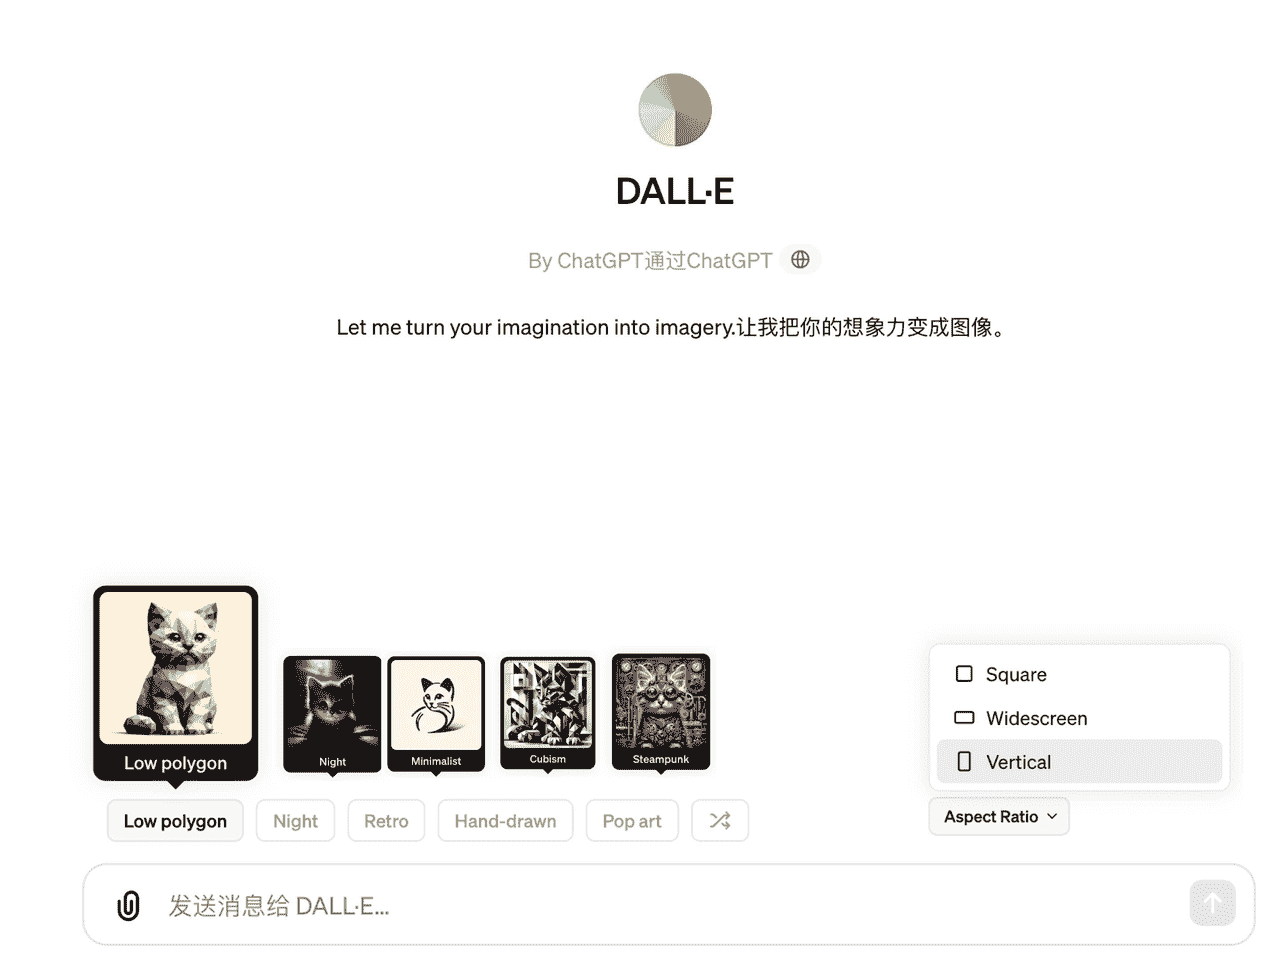 DALL·E
By ChatGPT通过ChatGPT
Let me turn your imagination into imagery.让我把你的想象力变成图像。
Low polygon
Night
Minimalist
Cubism
Steampunk
Square
Widescreen
Vertical
Low polygon
Night
Retro
Hand-drawn
Pop art
Aspect Ratio
发送消息给 DALL·E...